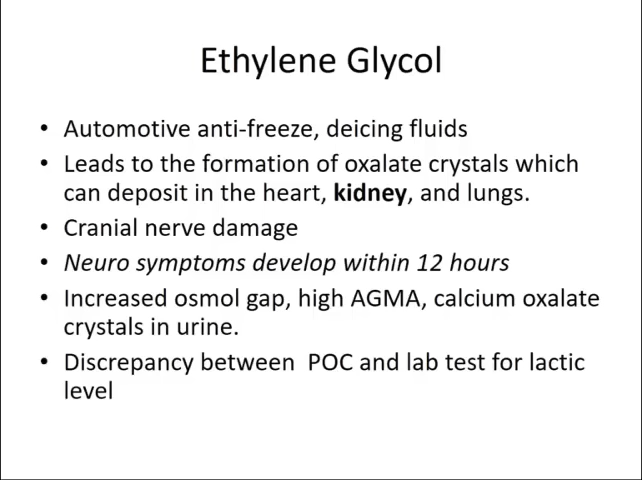 Ethylene Glycol
• Automotive anti-freeze, deicing fluids
• Leads to the formation of oxalate crystals which
can deposit in the heart, kidney, and lungs.
• Cranial nerve damage
• Neuro symptoms develop within 12 hours
• Increased osmol gap, high AGMA, calcium oxalate
crystals in urine.
• Discrepancy between  POC and lab test for lactic
level